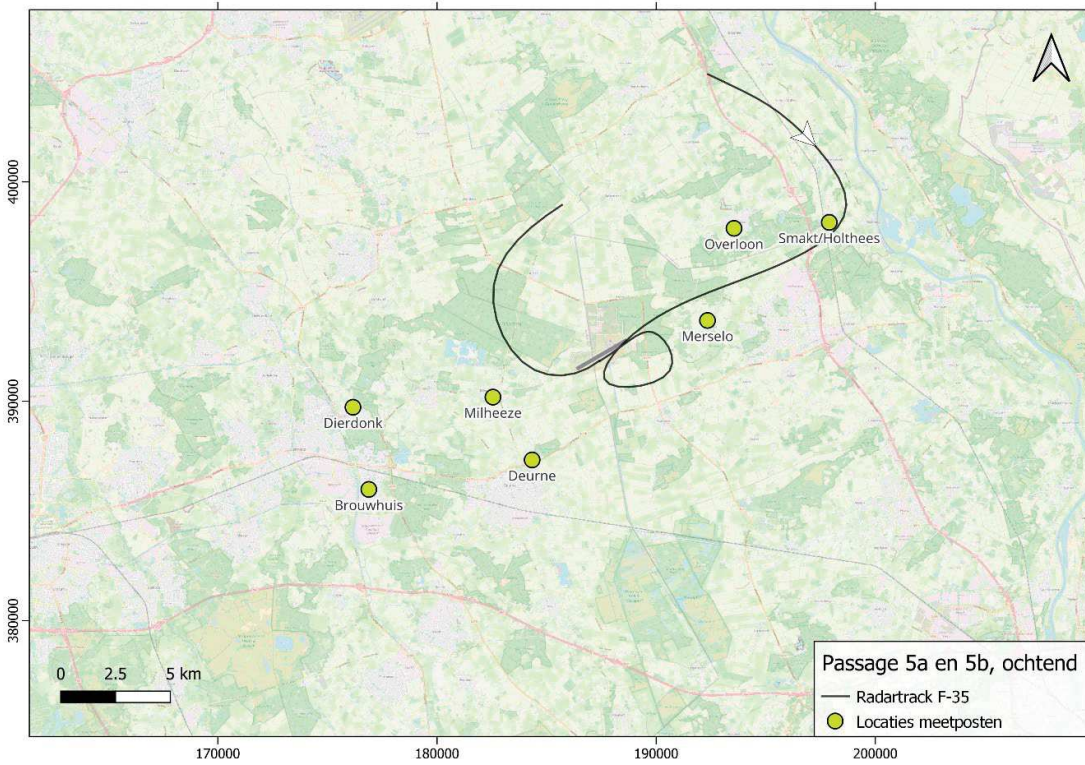 400000
390000
380000
Overloon
Smakt/Holthees
Merselo
Milheeze
Dierdonk
Deurne
Brouwhuis
0 2.5 5 km
Passage 5a en 5b, ochtend
Radartrack F-35
Locaties meetposten
170000 180000 190000 200000